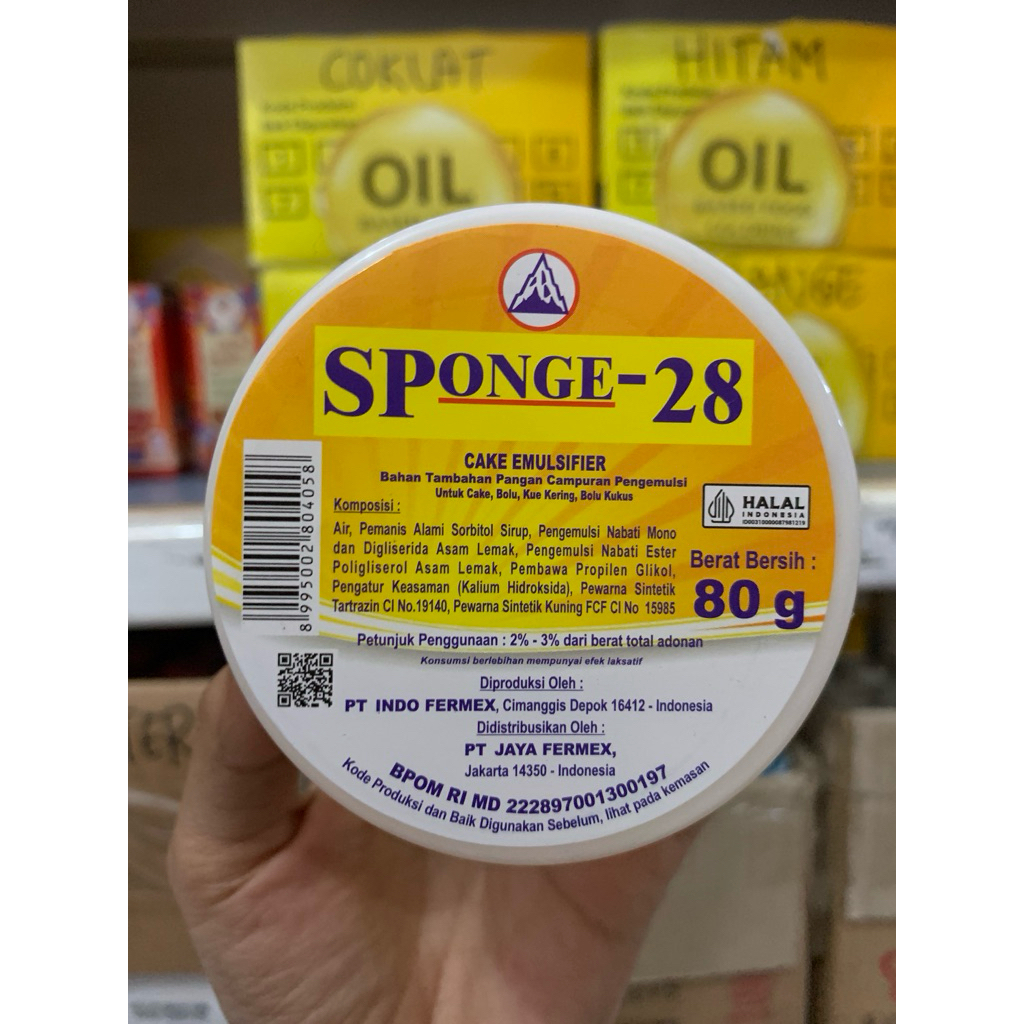 COKLAT
HITAM
OIL
OIL
SPONGE-28
CAKE EMULSIFIER
Bahan Tambahan Pangan Campuran Pengemulsi
Untuk Cake, Bolu, Kue Kering, Bolu Kukus
Komposisi :
Air, Pemanis Alami Sorbitol Sirup, Pengemulsi Nabati Mono
dan Digliserida Asam Lemak, Pengemulsi Nabati Ester
Poligliserol Asam Lemak, Pembawa Propilen Glikol,
Pengatur Keasaman (Kalium Hidroksida), Pewarna Sintetik
Tartrazin CI No.19140, Pewarna Sintetik Kuning FCF CI No 15985
HALAL
INDONESIA
ID00310000087981219
Berat Bersih :
80 g
8995002804058
Petunjuk Penggunaan : 2% - 3% dari berat total adonan
Konsumsi berlebihan mempunyai efek laksatif
Diproduksi Oleh :
PT INDO FERMEX, Cimanggis Depok 16412 - Indonesia
Didistribusikan Oleh :
PT JAYA FERMEX,
Jakarta 14350 - Indonesia
BPOM RI MD 222897001300197
Kode Produksi dan Baik Digunakan Sebelum, lihat pada kemasan